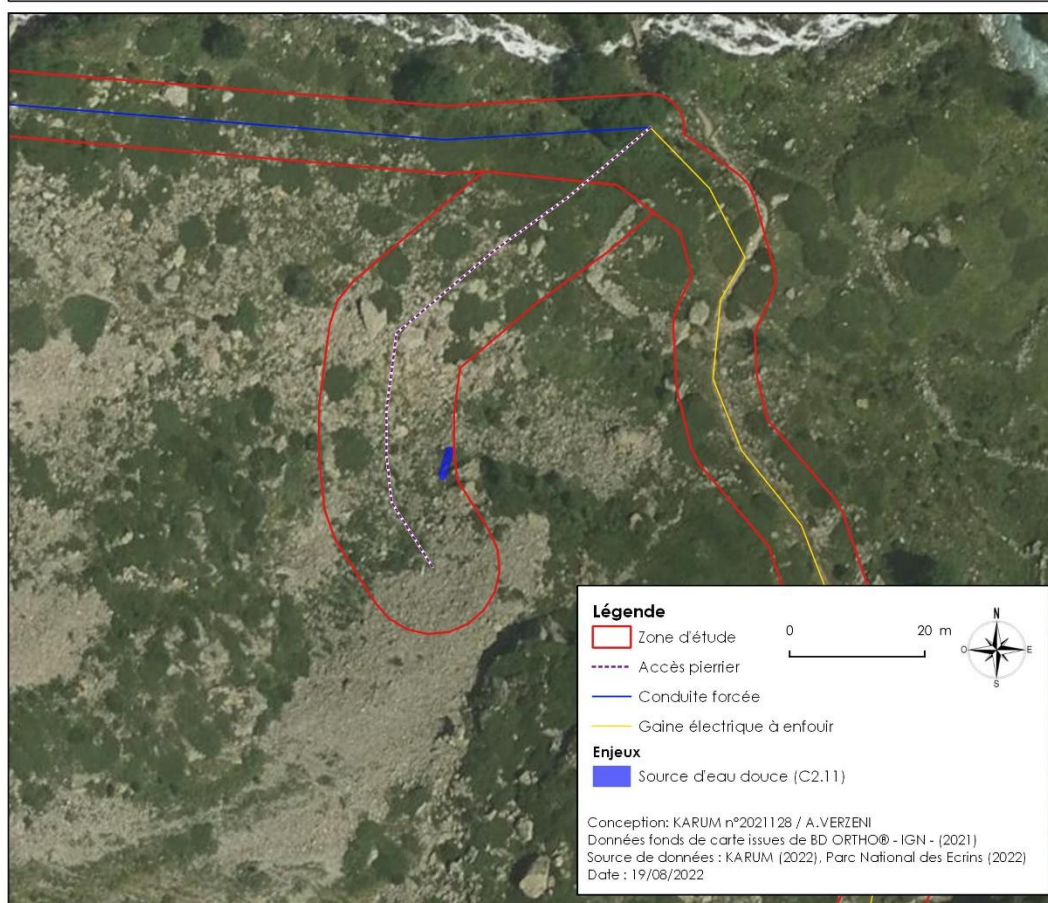 Légende
Zone d'étude
Accès pierrier
Conduite forcée
Gaine électrique à enfouir
Enjeux
Source d'eau douce (C2.11)
0 20 m
N
O E
S
Conception: KARUM n°2021128 / A.VERZENI
Données fonds de carte issues de BD ORTHO® - IGN - (2021)
Source de données : KARUM (2022), Parc National des Ecrins (2022)
Date : 19/08/2022